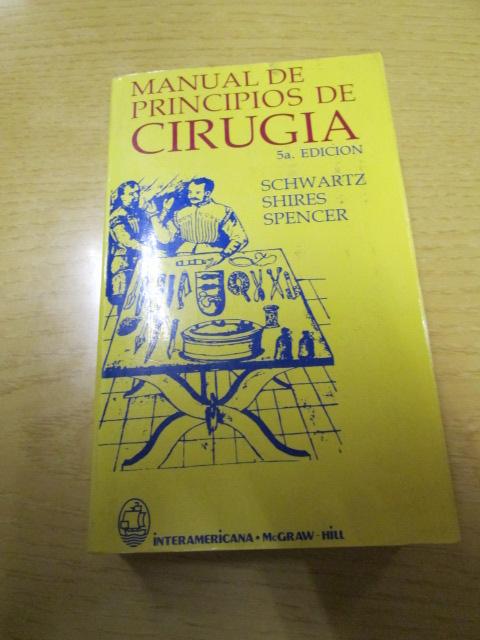 MANUAL DE
PRINCIPIOS DE
CIRUGIA
5a. EDICION
SCHWARTZ
SHIRES
SPENCER
INTERAMERICANA • McGRAW-HILL